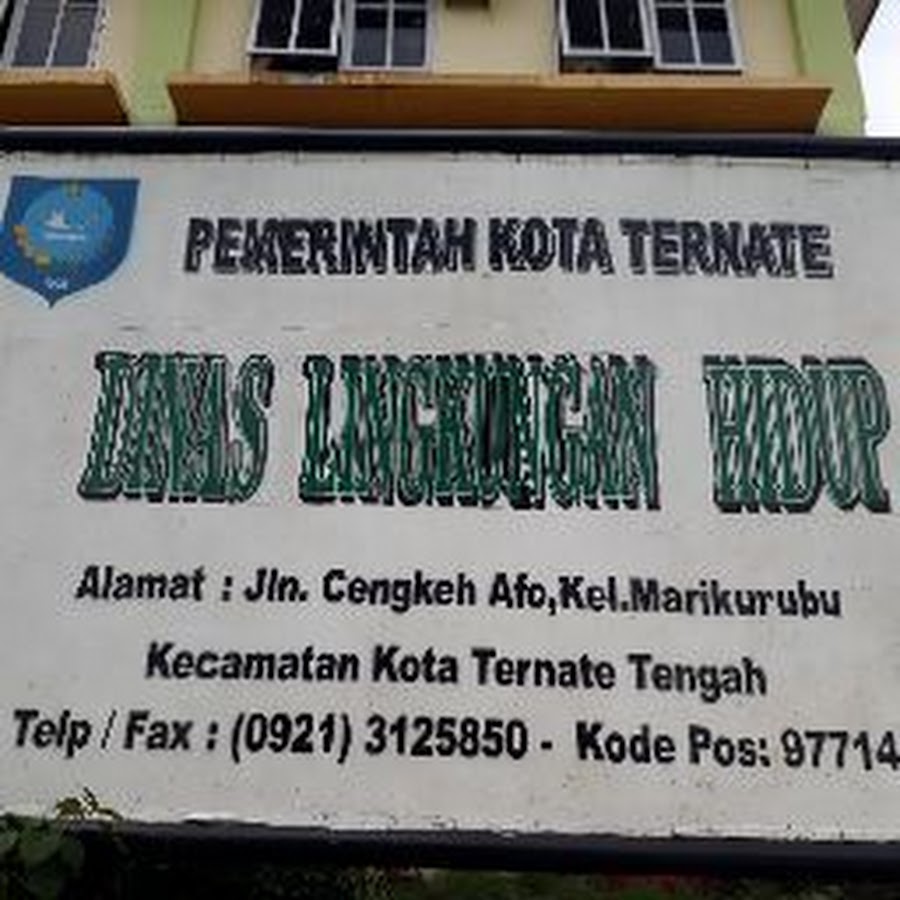 PEMERINTAH KOTA TERNATE
DINAS LINGKUNGAN HIDUP
Alamat : Jln. Cengkeh Afo,Kel.Marikurubu
Kecamatan Kota Ternate Tengah
Telp / Fax : (0921) 3125850 - Kode Pos: 97714